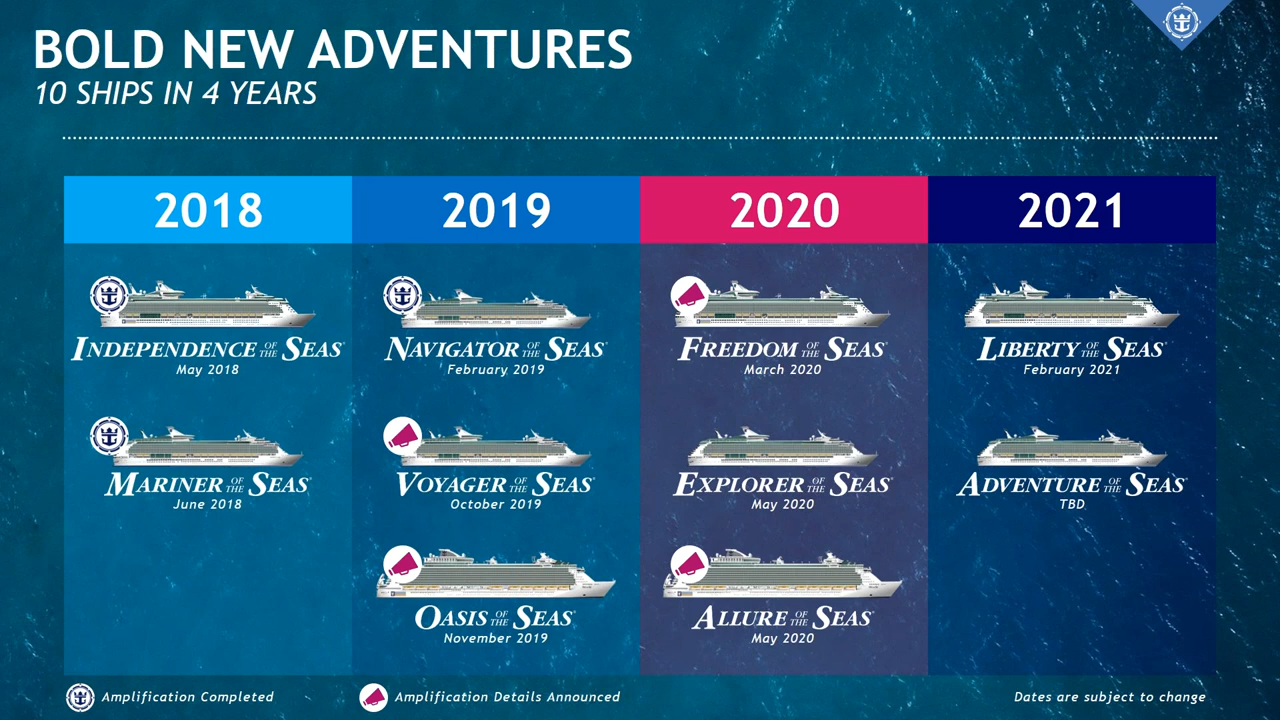 BOLD NEW ADVENTURES
10 SHIPS IN 4 YEARS
2018
2019
2020
2021
INDEPENDENCE OF THE SEAS
May 2018
NAVIGATOR OF THE SEAS
February 2019
FREEDOM OF THE SEAS
March 2020
LIBERTY OF THE SEAS
February 2021
MARINER OF THE SEAS
June 2018
VOYAGER OF THE SEAS
October 2019
EXPLORER OF THE SEAS
May 2020
ADVENTURE OF THE SEAS
TBD
OASIS OF THE SEAS
November 2019
ALLURE OF THE SEAS
May 2020
Amplification Completed
Amplification Details Announced
Dates are subject to change